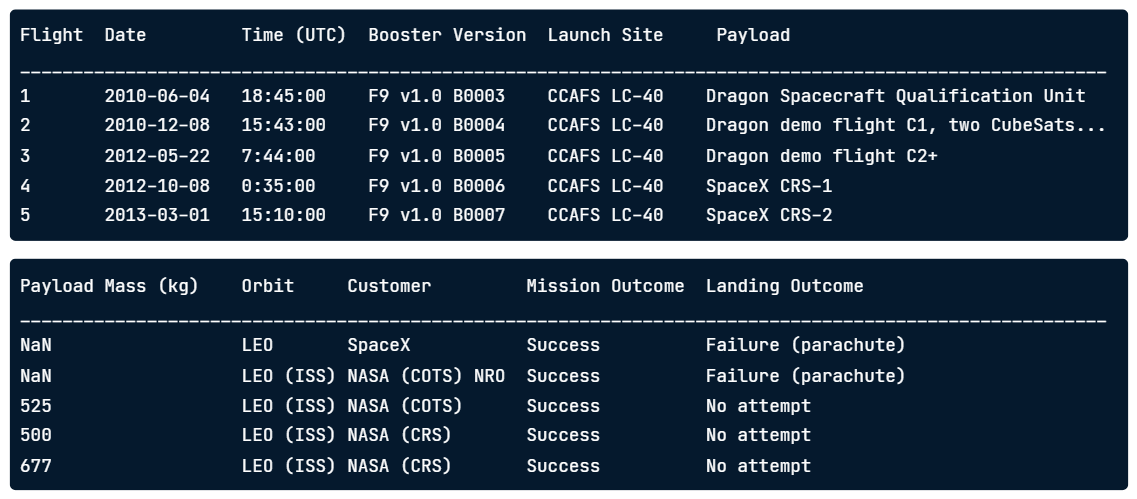 Flight Date Time (UTC) Booster Version Launch Site Payload
1 2010-06-04 18:45:00 F9 v1.0 B0003 CCAFS LC-40 Dragon Spacecraft Qualification Unit
2 2010-12-08 15:43:00 F9 v1.0 B0004 CCAFS LC-40 Dragon demo flight C1, two CubeSats...
3 2012-05-22 7:44:00 F9 v1.0 B0005 CCAFS LC-40 Dragon demo flight C2+
4 2012-10-08 0:35:00 F9 v1.0 B0006 CCAFS LC-40 SpaceX CRS-1
5 2013-03-01 15:10:00 F9 v1.0 B0007 CCAFS LC-40 SpaceX CRS-2
Payload Mass (kg) Orbit Customer Mission Outcome Landing Outcome
NaN LEO SpaceX Success Failure (parachute)
NaN LEO (ISS) NASA (COTS) NRO Success Failure (parachute)
525 LEO (ISS) NASA (COTS) Success No attempt
500 LEO (ISS) NASA (CRS) Success No attempt
677 LEO (ISS) NASA (CRS) Success No attempt